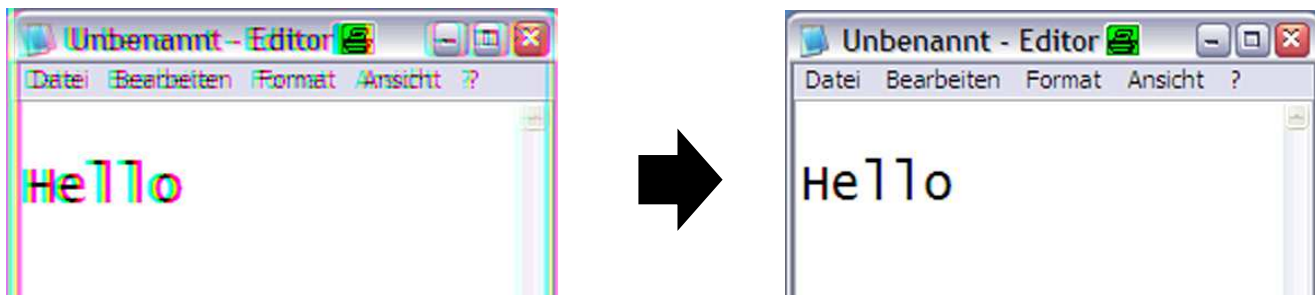 Unbenannt - Editor
Datei Bearbeiten Format Ansicht ?
Hello
Unbenannt - Editor
Datei Bearbeiten Format Ansicht ?
Hello